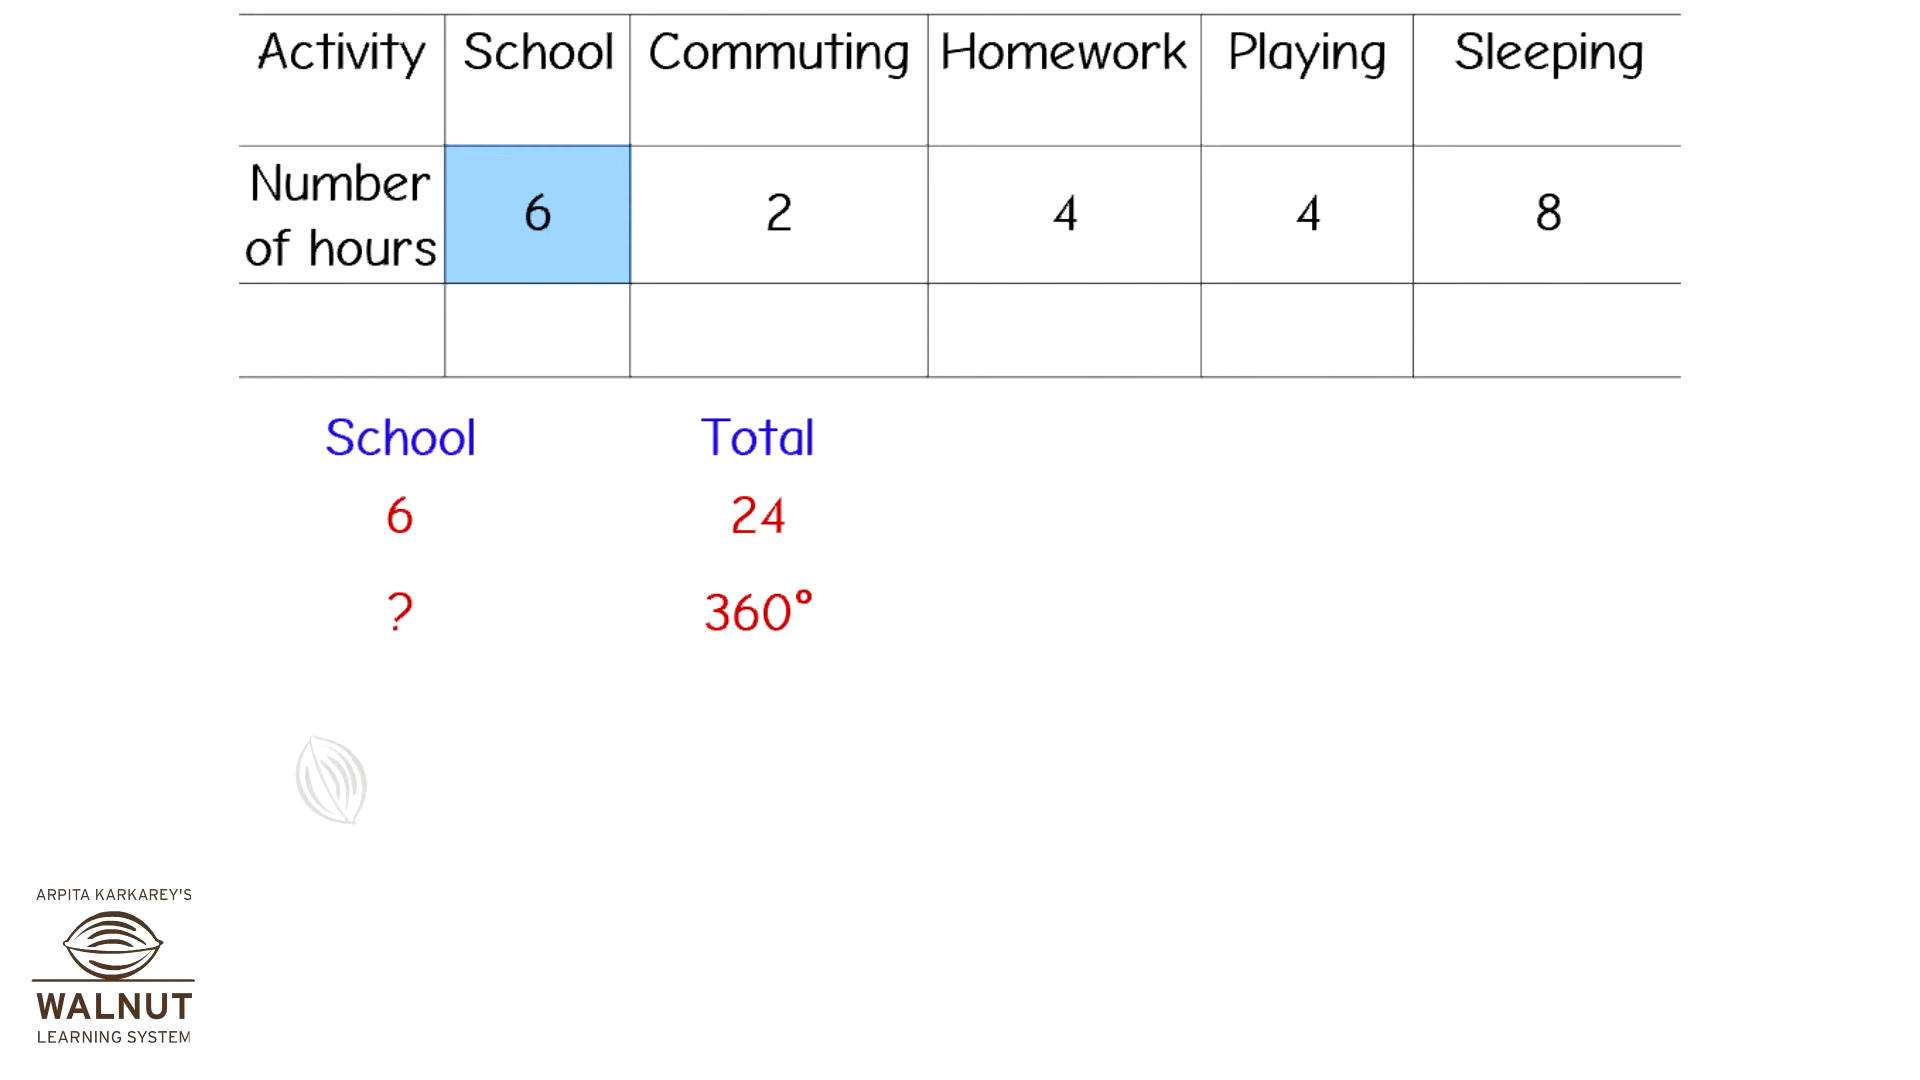 Activity School Commuting Homework Playing Sleeping
Number of hours 6 2 4 4 8
School Total
6 24
? 360°
ARPITA KARKAREY'S
WALNUT
LEARNING SYSTEM